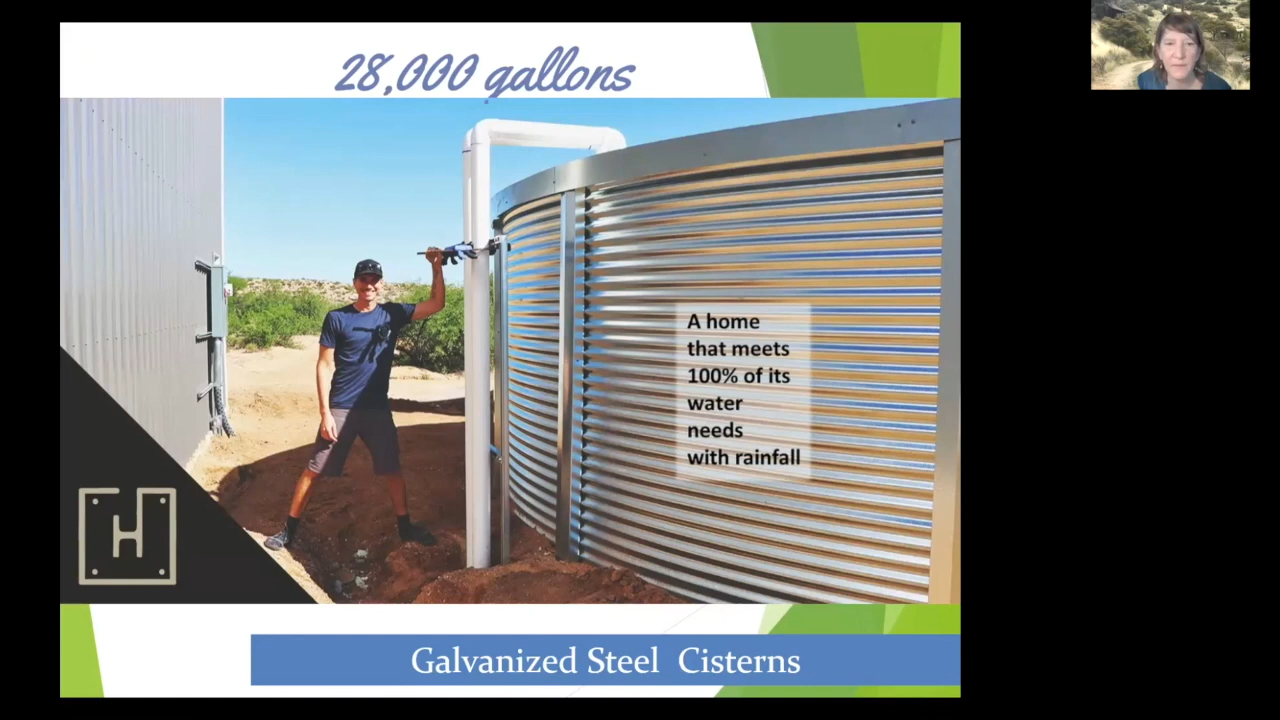 28,000 gallons
A home
that meets
100% of its
water
needs
with rainfall
H
Galvanized Steel Cisterns